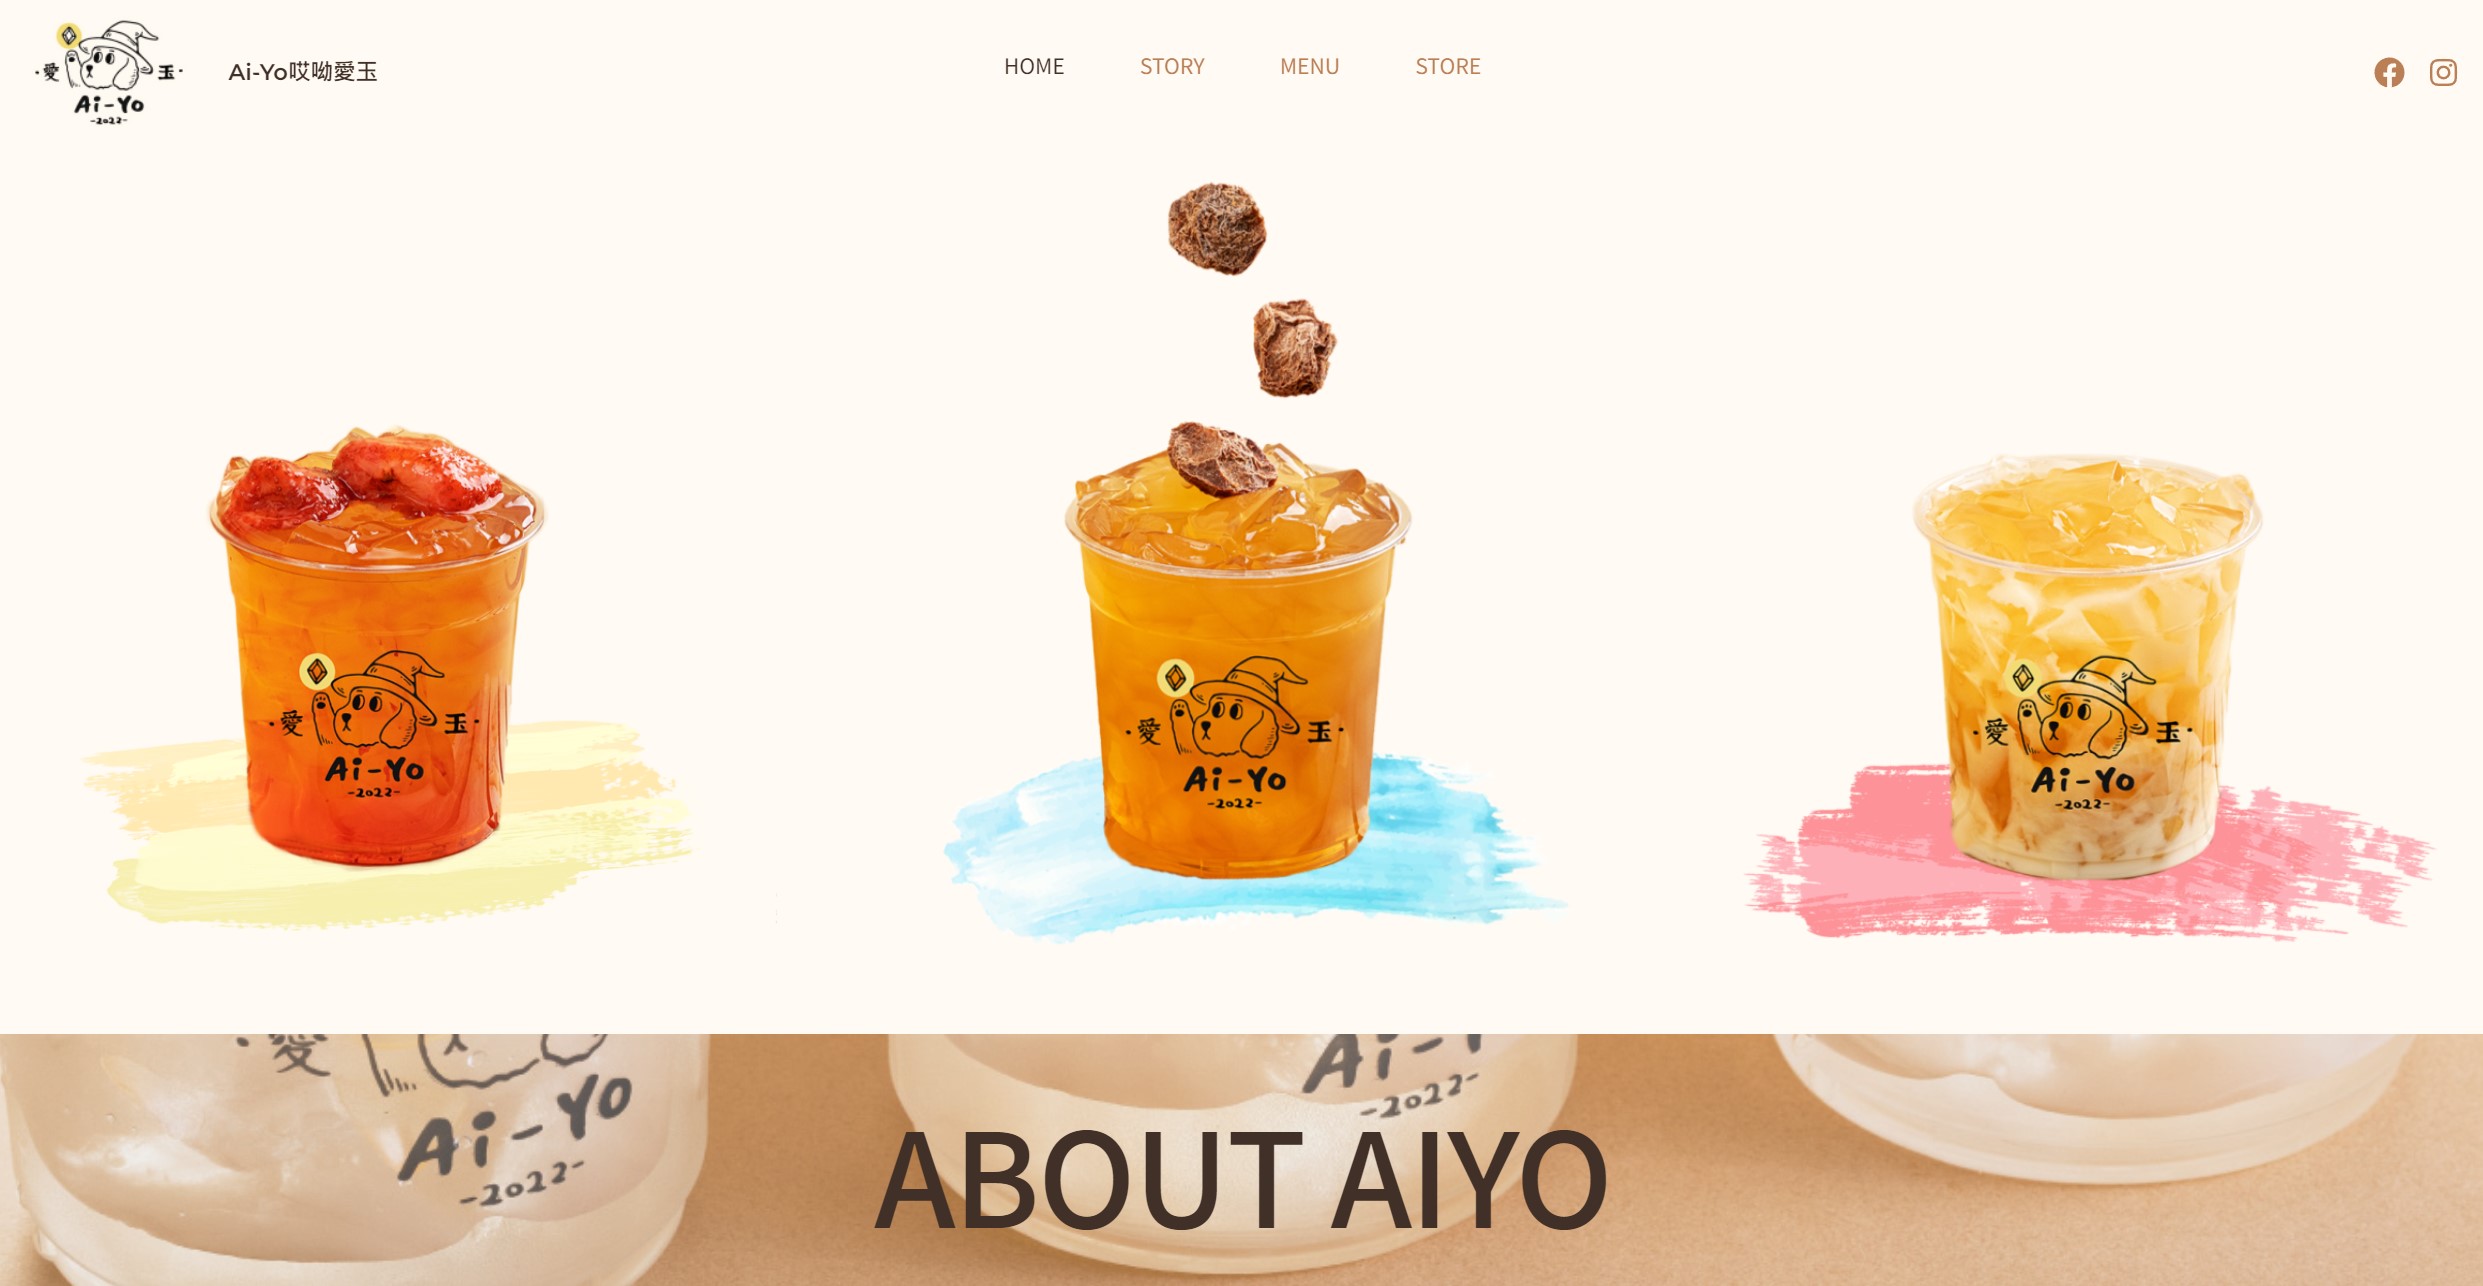 ·愛 玉·
Ai-Yo
-2022-
Ai-Yo哎呦愛玉
HOME
STORY
MENU
STORE
·愛 玉·
Ai-Yo
-2022-
·愛 玉·
Ai-Yo
-2022-
·愛 玉·
Ai-Yo
-2022-
·愛
Ai-Yo
-2022-
Ai-Y
-2022-
ABOUT AIYO